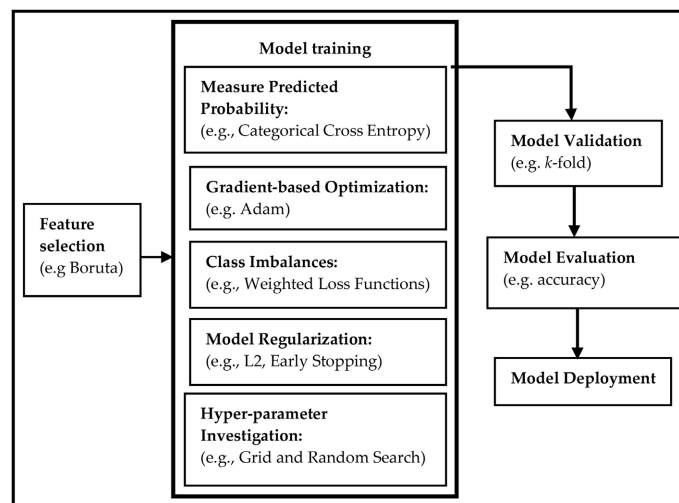 Feature
selection
(e.g Boruta)
Model training
Measure Predicted
Probability:
(e.g., Categorical Cross Entropy)
Gradient-based Optimization:
(e.g. Adam)
Class Imbalances:
(e.g., Weighted Loss Functions)
Model Regularization:
(e.g., L2, Early Stopping)
Hyper-parameter
Investigation:
(e.g., Grid and Random Search)
Model Validation
(e.g. k-fold)
Model Evaluation
(e.g. accuracy)
Model Deployment